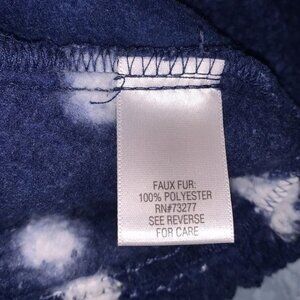 FAUX FUR:
100% POLYESTER
RN#73277
SEE REVERSE
FOR CARE